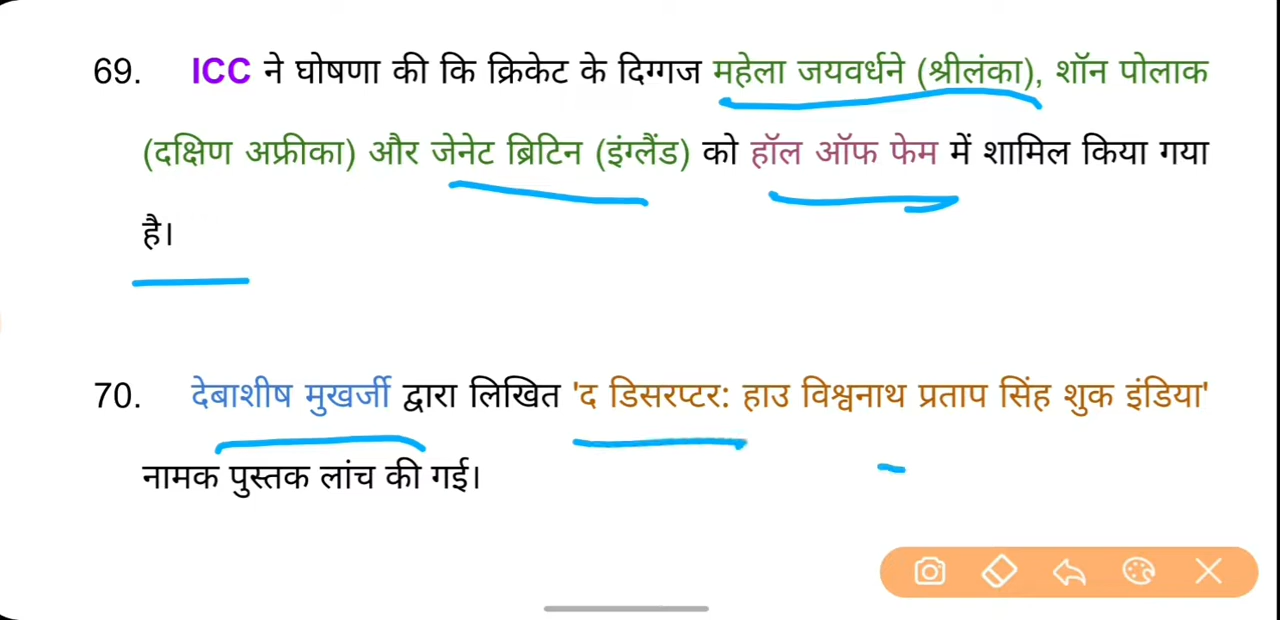 69. ICC ने घोषणा की कि क्रिकेट के दिग्गज महेला जयवर्धने (श्रीलंका), शॉन पोलाक
(दक्षिण अफ्रीका) और जेनेट ब्रिटिन (इंग्लैंड) को हॉल ऑफ फेम में शामिल किया गया
है।
70. देबाशीष मुखर्जी द्वारा लिखित 'द डिसरप्टर: हाउ विश्वनाथ प्रताप सिंह शुक इंडिया'
नामक पुस्तक लांच की गई।